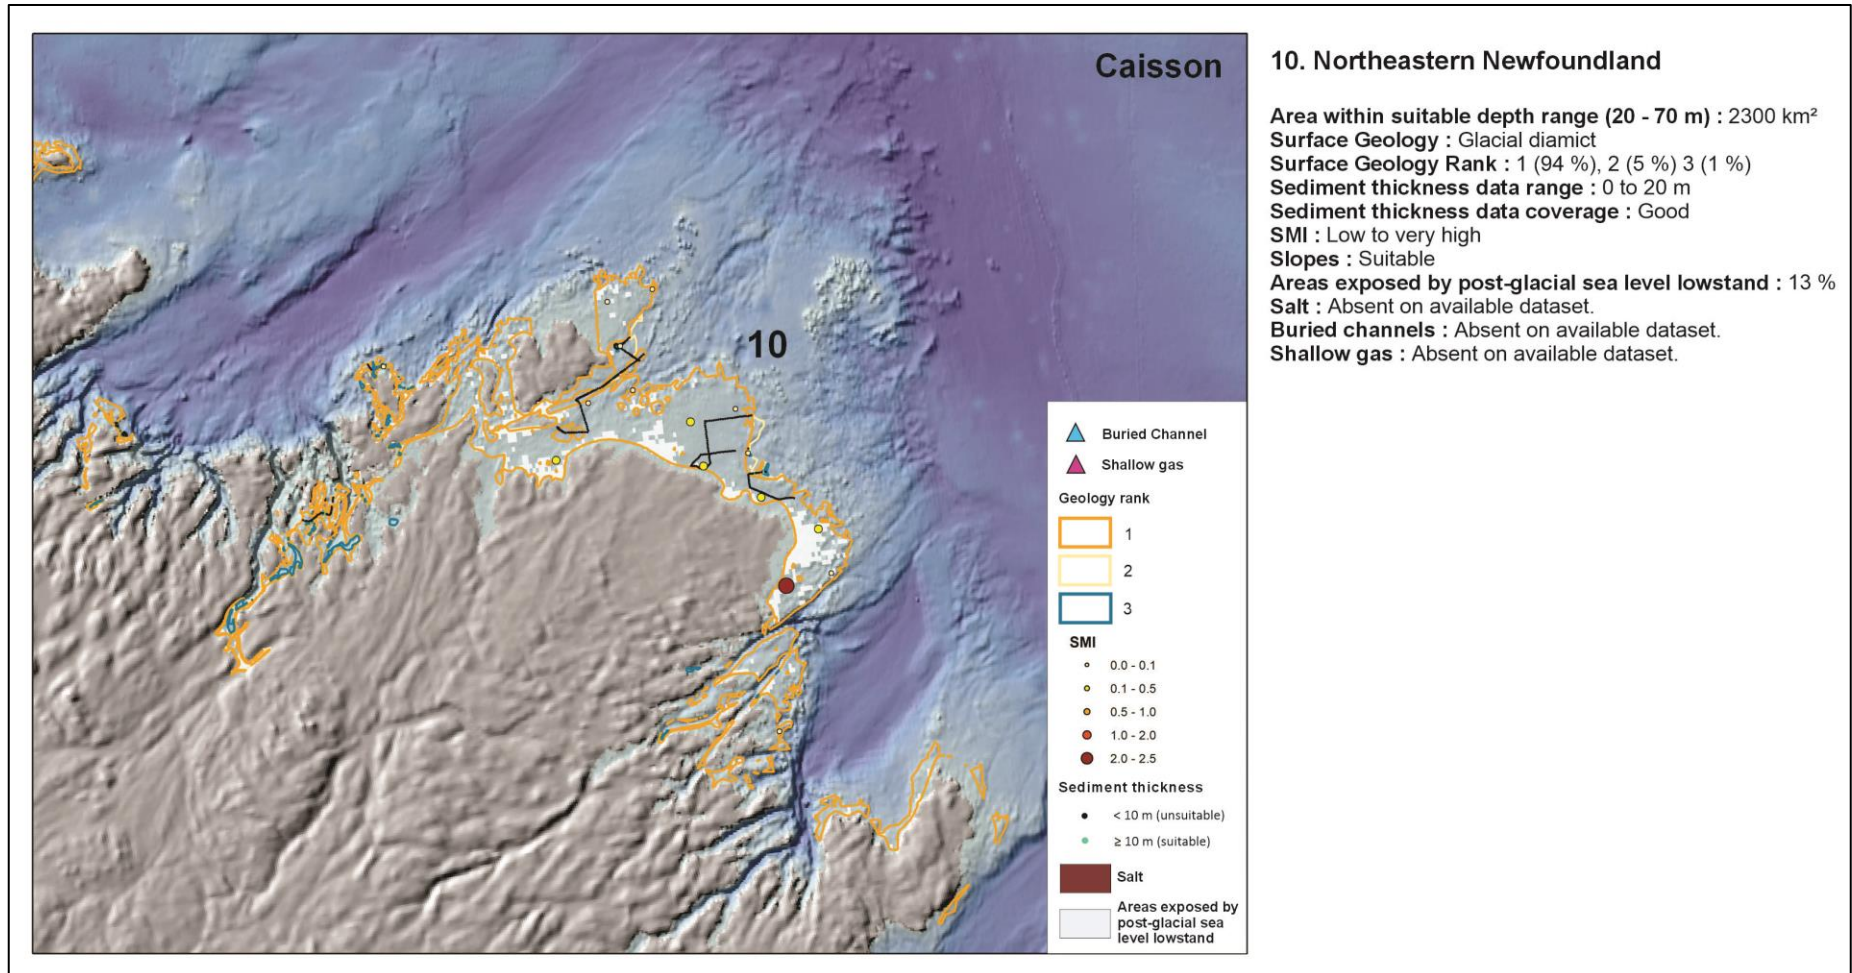 Caisson
10
10. Northeastern Newfoundland
Area within suitable depth range (20 - 70 m) : 2300 km²
Surface Geology : Glacial diamict
Surface Geology Rank : 1 (94 %), 2 (5 %) 3 (1 %)
Sediment thickness data range : 0 to 20 m
Sediment thickness data coverage : Good
SMI : Low to very high
Slopes : Suitable
Areas exposed by post-glacial sea level lowstand : 13 %
Salt : Absent on available dataset.
Buried channels : Absent on available dataset.
Shallow gas : Absent on available dataset.
Buried Channel
Shallow gas
Geology rank
1
2
3
SMI
0.0 - 0.1
0.1 - 0.5
0.5 - 1.0
1.0 - 2.0
2.0 - 2.5
Sediment thickness
< 10 m (unsuitable)
≥ 10 m (suitable)
Salt
Areas exposed by
post-glacial sea
level lowstand